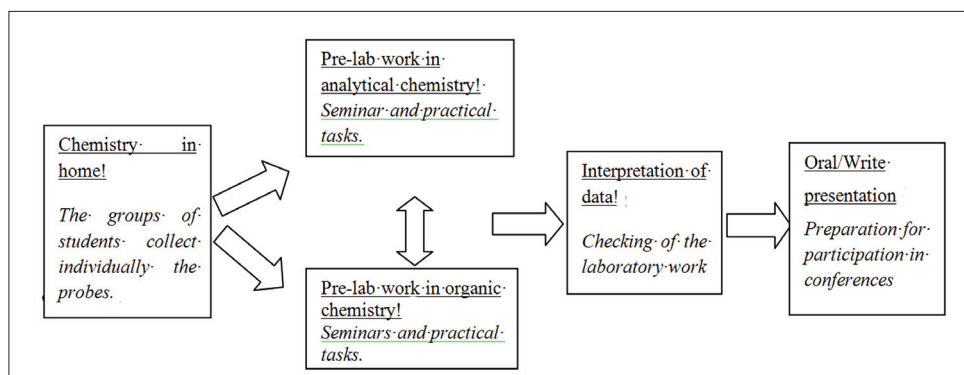 Chemistry in
home!
The groups of
students collect
individually the
probes.
Pre-lab work in
analytical chemistry!
Seminar and practical
tasks.
Pre-lab work in organic
chemistry!
Seminars and practical
tasks.
Interpretation of
data!
Checking of the
laboratory work
Oral/Write
presentation
Preparation for
participation in
conferences